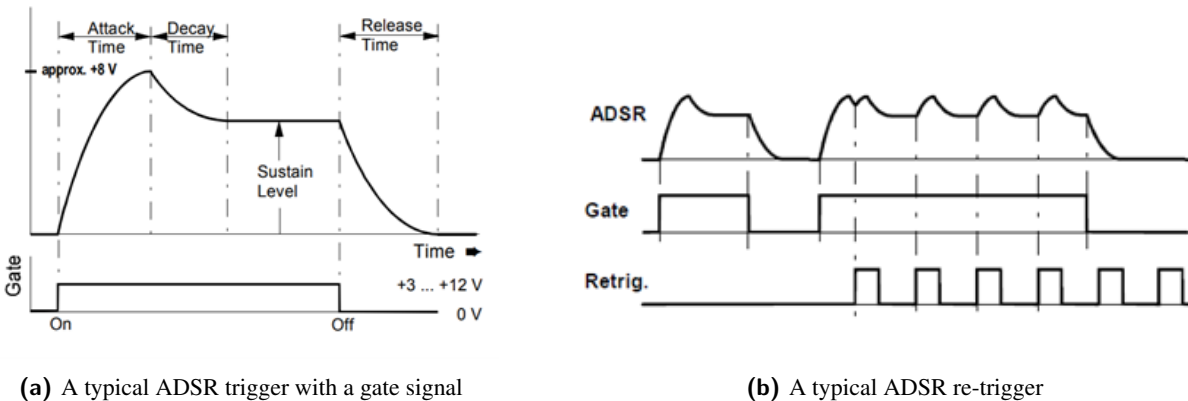 Attack Time
Decay Time
Release Time
approx. +8 V
Sustain Level
Time
Gate
+3 ... +12 V
0 V
On
Off
ADSR
Gate
Retrig.
(a) A typical ADSR trigger with a gate signal
(b) A typical ADSR re-trigger